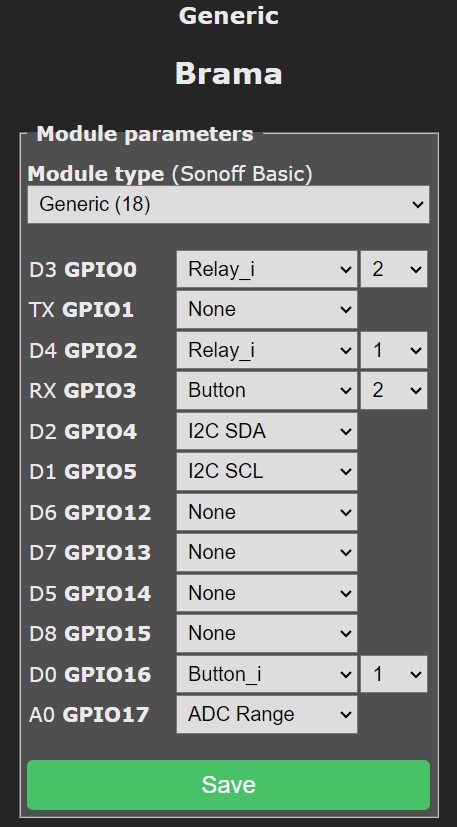 Generic
Brama
Module parameters
Module type (Sonoff Basic)
Generic (18)
D3 GPIO0 Relay_i 2
TX GPIO1 None
D4 GPIO2 Relay_i 1
RX GPIO3 Button 2
D2 GPIO4 I2C SDA
D1 GPIO5 I2C SCL
D6 GPIO12 None
D7 GPIO13 None
D5 GPIO14 None
D8 GPIO15 None
D0 GPIO16 Button_i 1
A0 GPIO17 ADC Range
Save